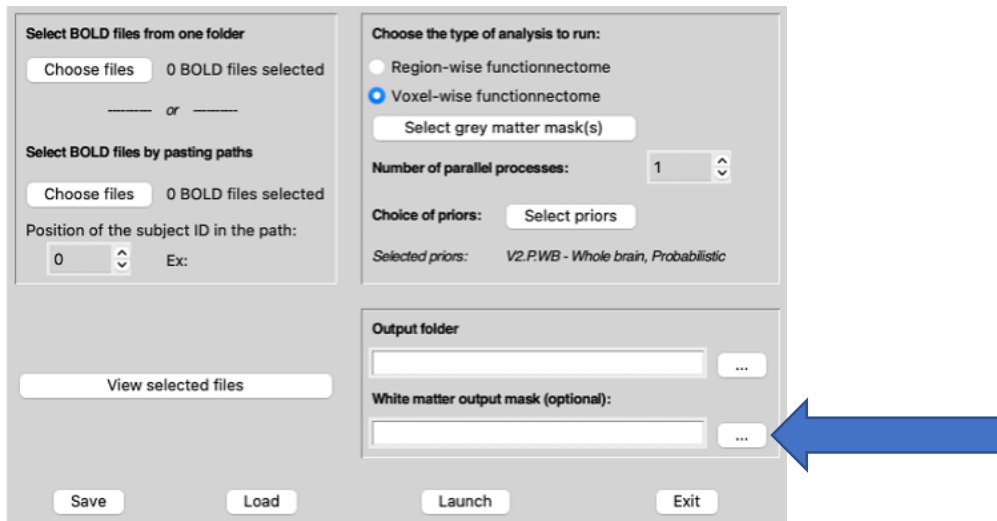 Select BOLD files from one folder
Choose files 0 BOLD files selected
---------- or ----------
Select BOLD files by pasting paths
Choose files 0 BOLD files selected
Position of the subject ID in the path:
0 Ex:
View selected files
Choose the type of analysis to run:
Region-wise functionnectome
Voxel-wise functionnectome
Select grey matter mask(s)
Number of parallel processes: 1
Choice of priors: Select priors
Selected priors: V2.P.WB - Whole brain, Probabilistic
Output folder
...
White matter output mask (optional):
...
Save Load Launch Exit